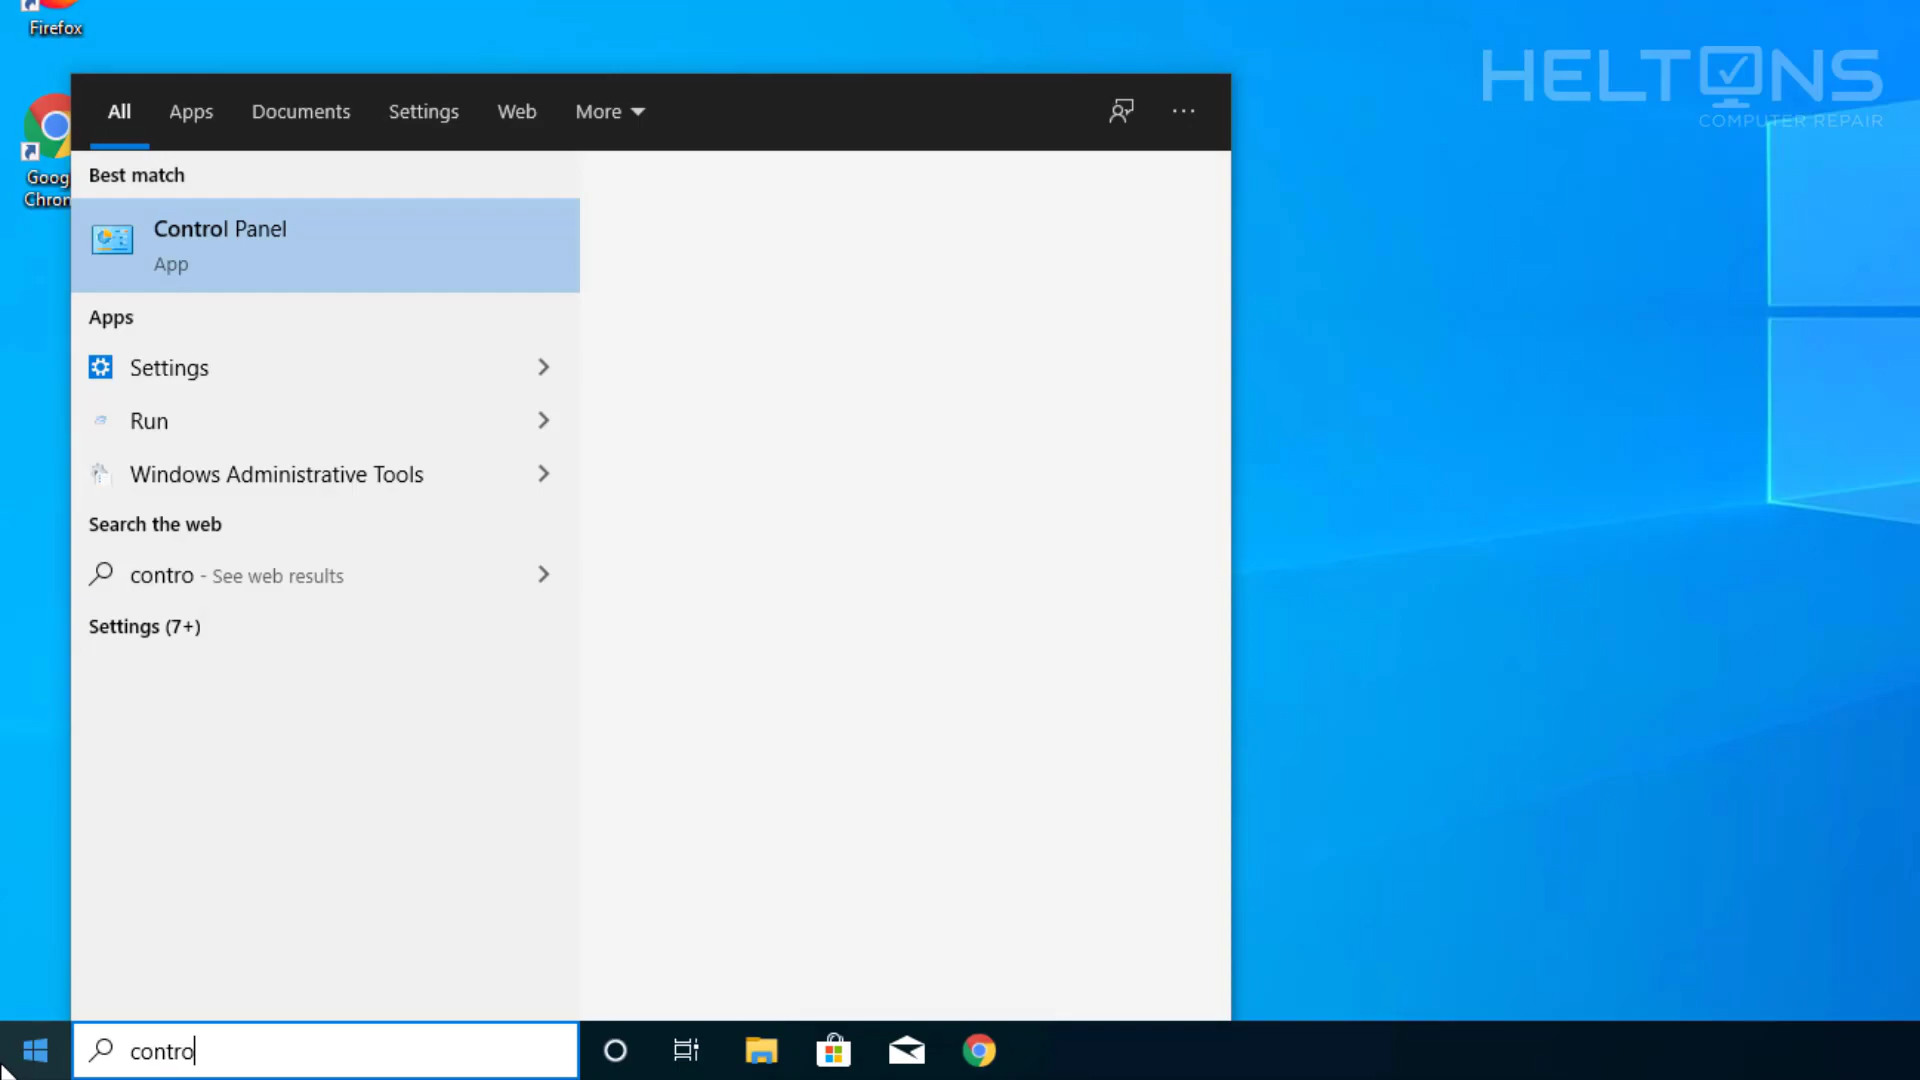 Firefox
HELTONS
COMPUTER REPAIR
All Apps Documents Settings Web More
Goog
Chron
Best match
Control Panel
App
Apps
Settings
Run
Windows Administrative Tools
Search the web
contro - See web results
Settings (7+)
contro